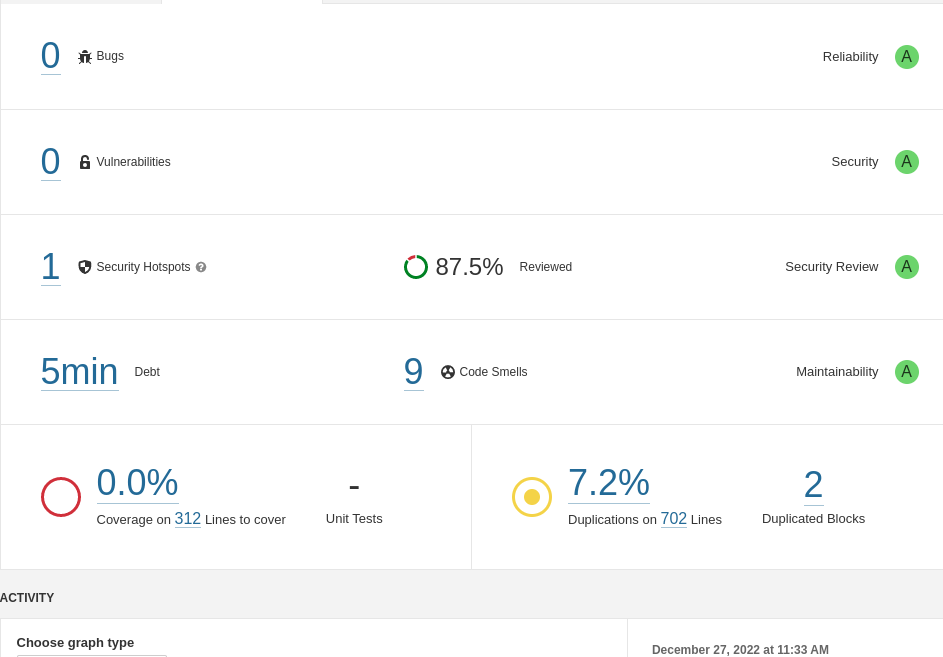 0 Bugs Reliability A
0 Vulnerabilities Security A
1 Security Hotspots ? 87.5% Reviewed Security Review A
5min Debt 9 Code Smells Maintainability A
0.0% - 7.2% 2
Coverage on 312 Lines to cover Unit Tests Duplications on 702 Lines Duplicated Blocks
ACTIVITY
Choose graph type
December 27, 2022 at 11:33 AM